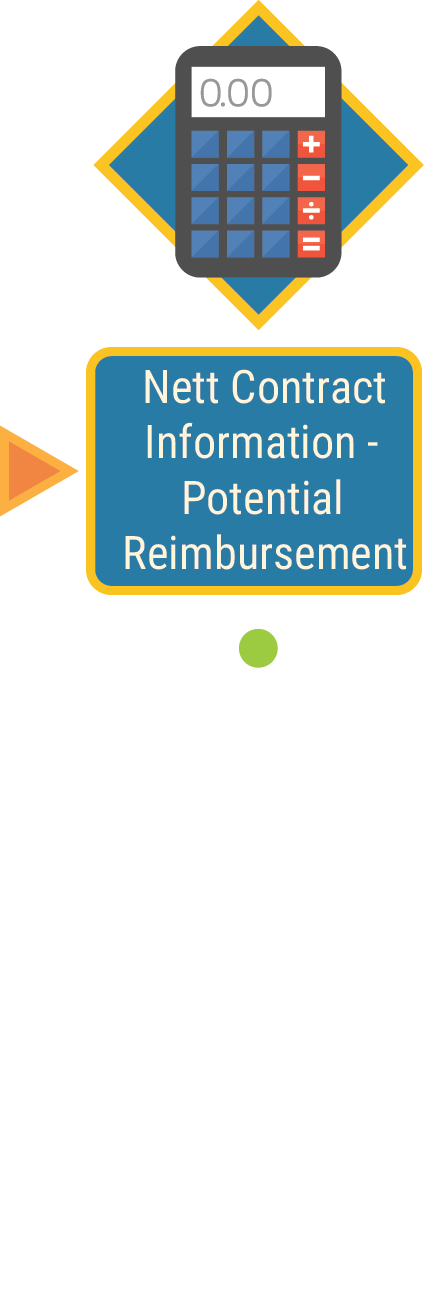 0.00
+
−
÷
=
Nett Contract
Information -
Potential
Reimbursement